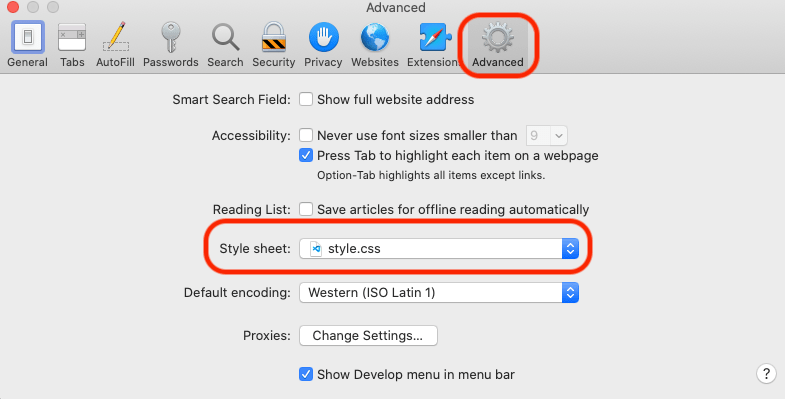 Advanced
General Tabs AutoFill Passwords Search Security Privacy Websites Extensions Advanced
Smart Search Field: Show full website address
Accessibility: Never use font sizes smaller than 9
Press Tab to highlight each item on a webpage
Option-Tab highlights all items except links.
Reading List: Save articles for offline reading automatically
Style sheet: style.css
Default encoding: Western (ISO Latin 1)
Proxies: Change Settings...
Show Develop menu in menu bar
?